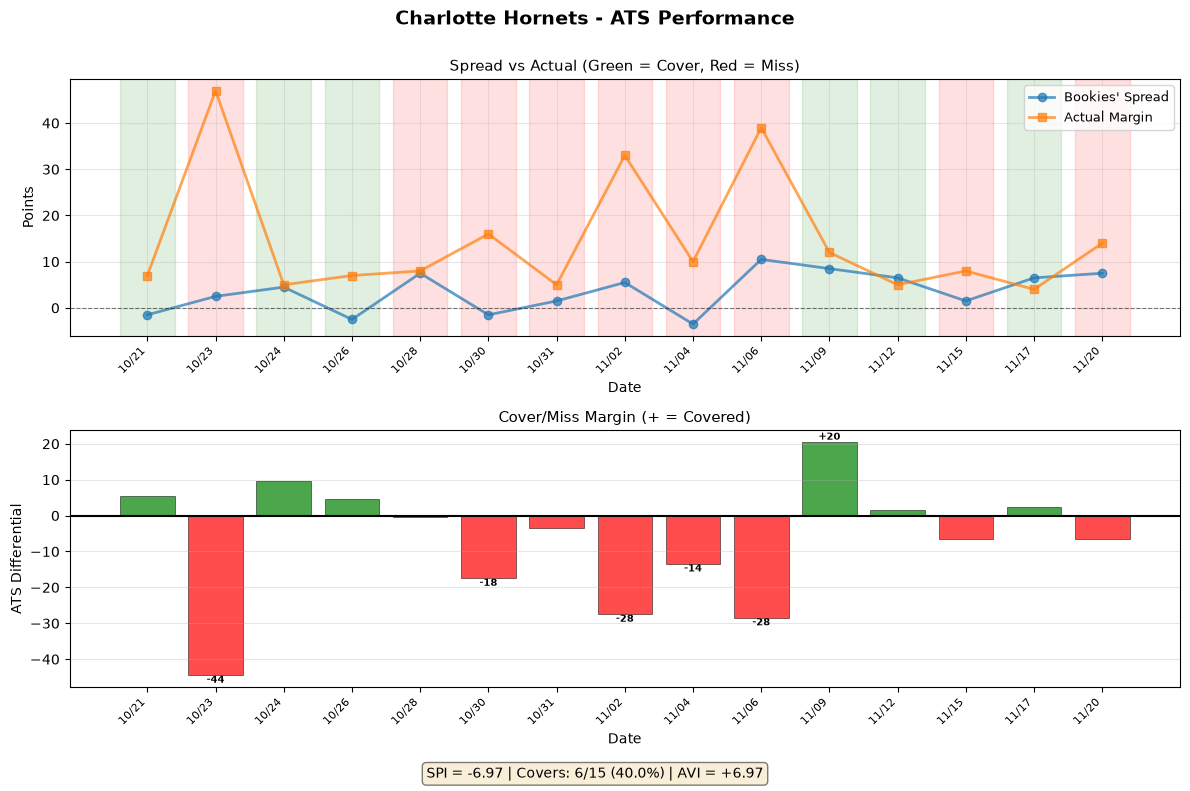 Charlotte Hornets - ATS Performance
Spread vs Actual (Green = Cover, Red = Miss)
Bookies' Spread
Actual Margin
Points
40
30
20
10
0
10/21 10/23 10/24 10/26 10/28 10/30 10/31 11/02 11/04 11/06 11/09 11/12 11/15 11/17 11/20
Date
Cover/Miss Margin (+ = Covered)
ATS Differential
20
10
0
−10
−20
−30
−40
+20
-18
-14
-28
-28
-44
10/21 10/23 10/24 10/26 10/28 10/30 10/31 11/02 11/04 11/06 11/09 11/12 11/15 11/17 11/20
Date
SPI = -6.97 | Covers: 6/15 (40.0%) | AVI = +6.97